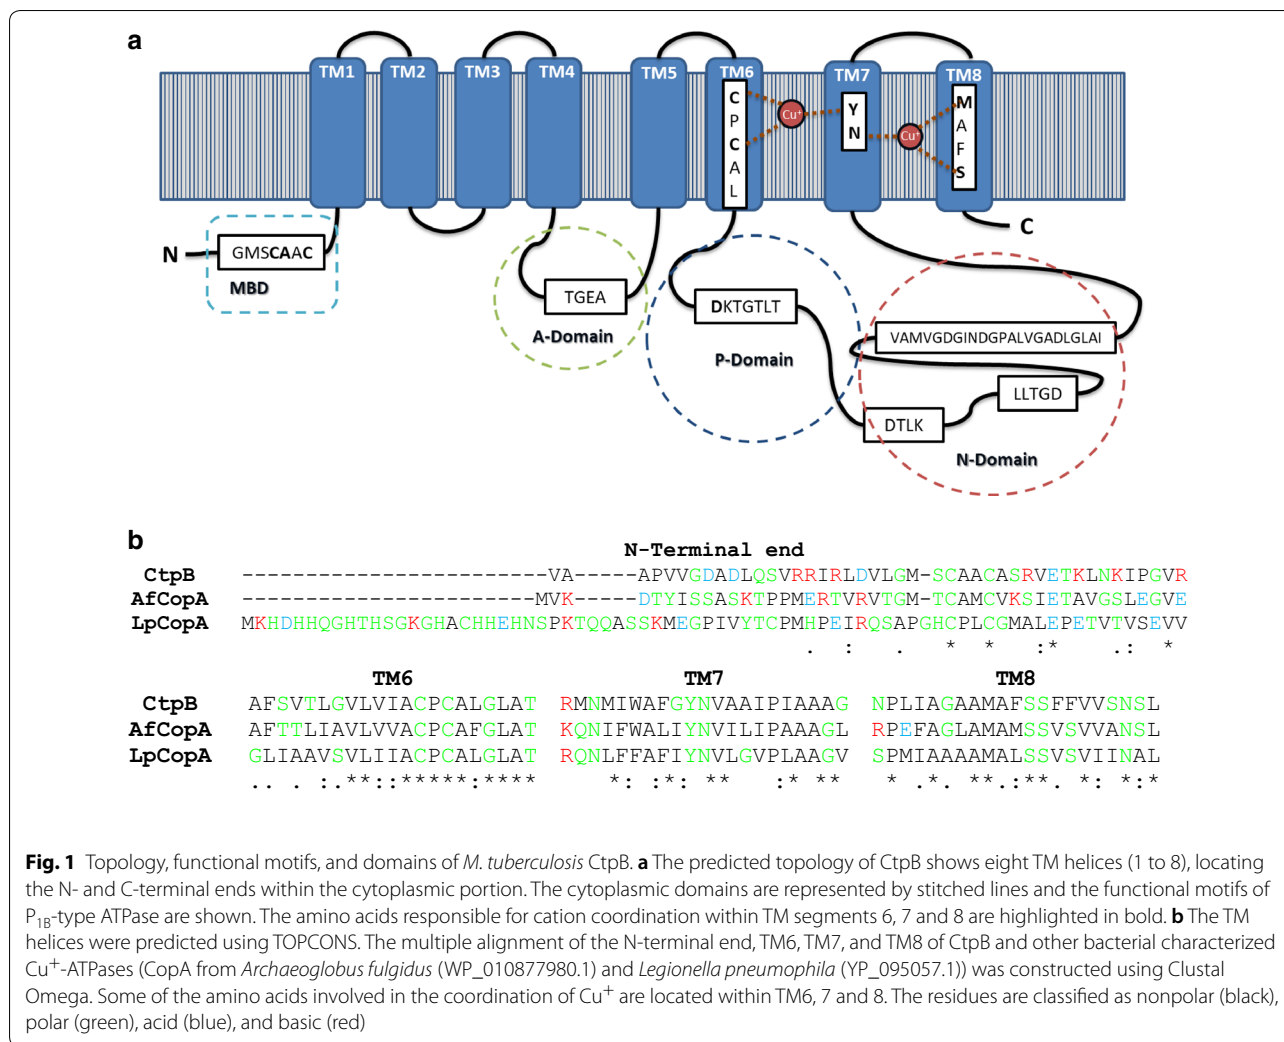 a
TM1 TM2 TM3 TM4 TM5 TM6 TM7 TM8
C
P
C
A
L
Cu+
Y
N
Cu+
M
A
F
S
N
GMSCAAC
MBD
C
TGEA
A-Domain
DKTGTLT
P-Domain
VAMVGDGINDGPALVGADLGLAI
LLTGD
DTLK
N-Domain
b
N-Terminal end
CtpB -------------------------VA-----APVVGDADLQSVRRIRLDVLGM-SCAACASRVETKLNKIPGVR
AfCopA ------------------------MVK-----DTYISSASKTPPMERTVRVTGM-TCAMCVKSIETAVGSLEGVE
LpCopA MKHDHHQGHTHSGKGHACHHEHNSPKTQQASSKMEGPIVYTCPMHPEIRQSAPGHCPLCGMALEPETVTVSEVV
. : . * * :* .: *
TM6 TM7 TM8
CtpB AFSVTLGVLVIACPCALGLAT RMNMIWAFGYNVAAIPIAAAG NPLIAGAAMAFSSFFVVSNSL
AfCopA AFTTLIAVLVVACPCAFGLAT KQNIFWALIYNVILIPAAAGL RPEFAGLAMAMSSVSVVANSL
LpCopA GLIAAVSVLIIACPCALGLAT RQNLFFAFIYNVLGVPLAAGV SPMIAAAAMALSSVSVIINAL
.. . :.**::*****:**** *: :*: ** :* ** * .*. **.:**. *: :*
Fig. 1 Topology, functional motifs, and domains of M. tuberculosis CtpB. a The predicted topology of CtpB shows eight TM helices (1 to 8), locating
the N- and C-terminal ends within the cytoplasmic portion. The cytoplasmic domains are represented by stitched lines and the functional motifs of
P1B-type ATPase are shown. The amino acids responsible for cation coordination within TM segments 6, 7 and 8 are highlighted in bold. b The TM
helices were predicted using TOPCONS. The multiple alignment of the N-terminal end, TM6, TM7, and TM8 of CtpB and other bacterial characterized
Cu+-ATPases (CopA from Archaeoglobus fulgidus (WP_010877980.1) and Legionella pneumophila (YP_095057.1)) was constructed using Clustal
Omega. Some of the amino acids involved in the coordination of Cu+ are located within TM6, 7 and 8. The residues are classified as nonpolar (black),
polar (green), acid (blue), and basic (red)